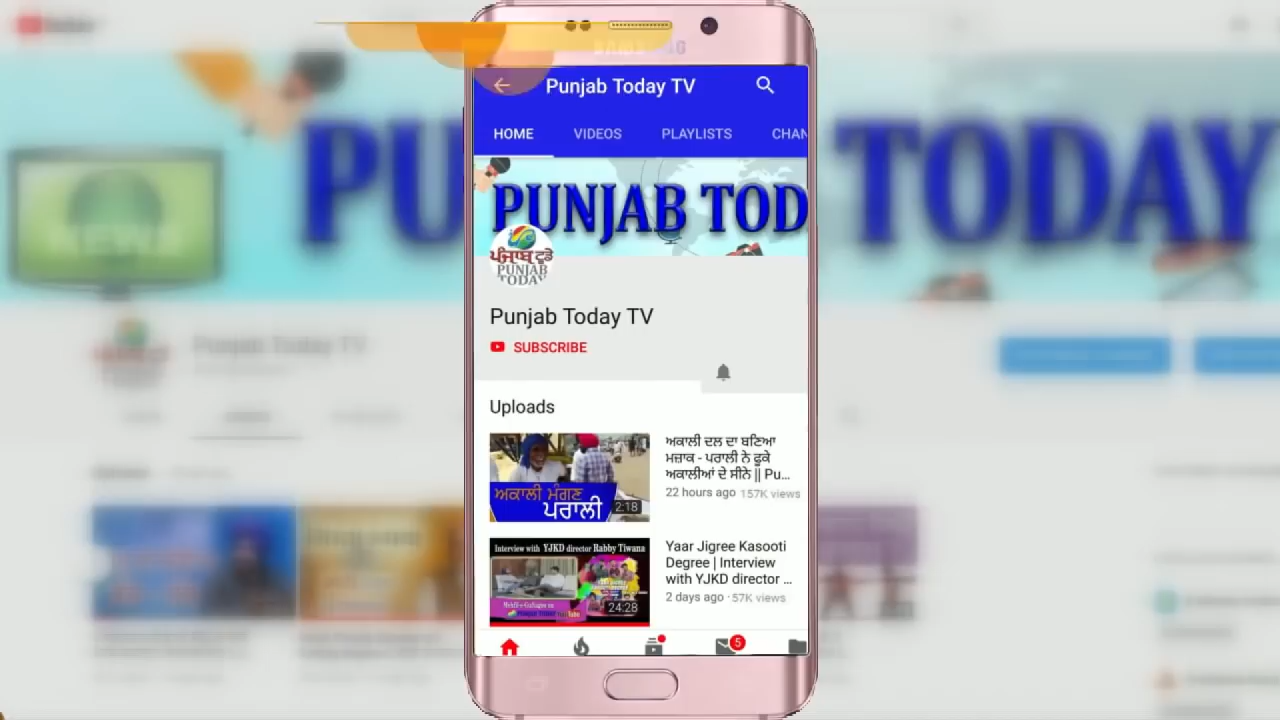 Punjab Today TV
HOME VIDEOS PLAYLISTS CHAN
PUNJAB TOD
ਪੰਜਾਬ ਟੂਡੇ
PUNJAB
TODAY
PU
TODAY
Punjab Today TV
SUBSCRIBE
Uploads
ਅਕਾਲੀ ਮੰਗਣ
ਪਰਾਲੀ
2:18
ਅਕਾਲੀ ਦਲ ਦਾ ਬਣਿਆ
ਮਜ਼ਾਕ - ਪਰਾਲੀ ਨੇ ਫੂਕੇ
ਅਕਾਲੀਆਂ ਦੇ ਸੀਨੇ || Pu...
22 hours ago 157K views
Interview with YJKD director Rabby Tiwana
24:28
Yaar Jigree Kasooti
Degree | Interview
with YJKD director ...
2 days ago · 57K views
5